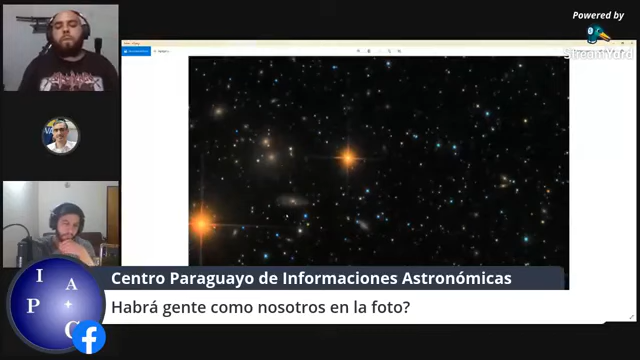 Powered by
StreamYard
Centro Paraguayo de Informaciones Astronómicas
Habrá gente como nosotros en la foto?
I
A
P
C